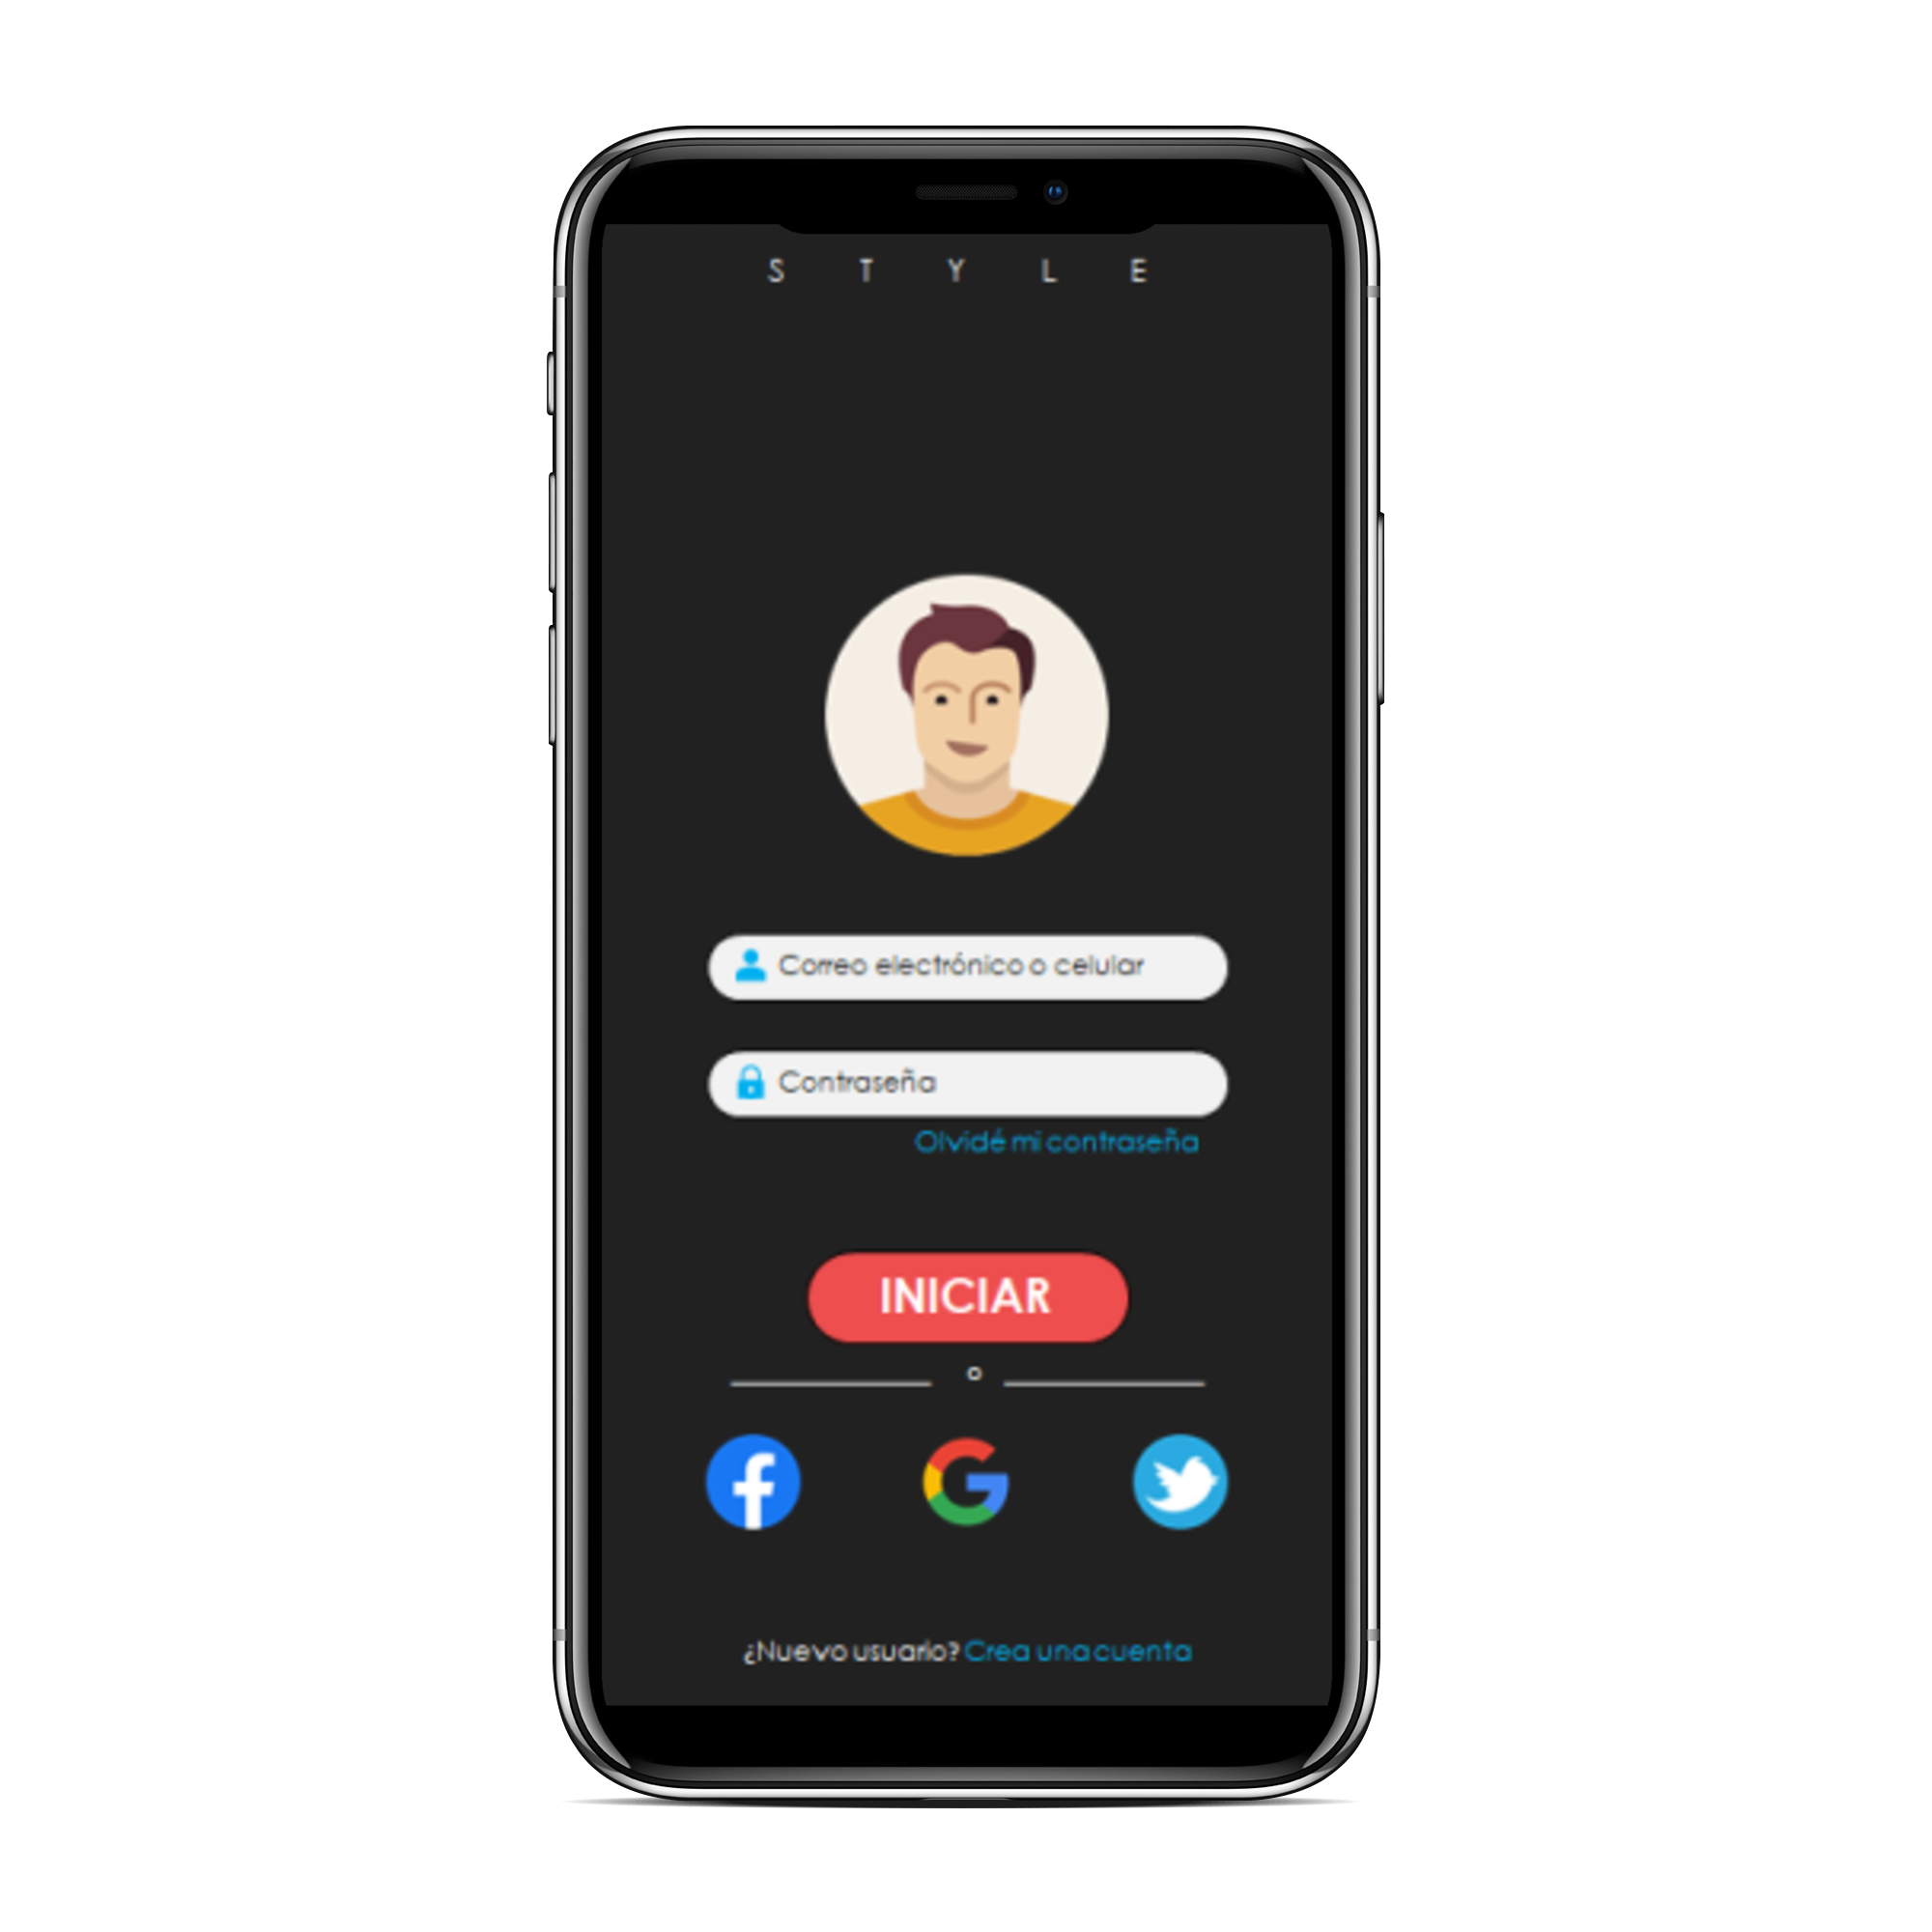 S T Y L E
Correo electrónico o celular
Contraseña
Olvidé mi contraseña
INICIAR
o
¿Nuevo usuario? Crea una cuenta